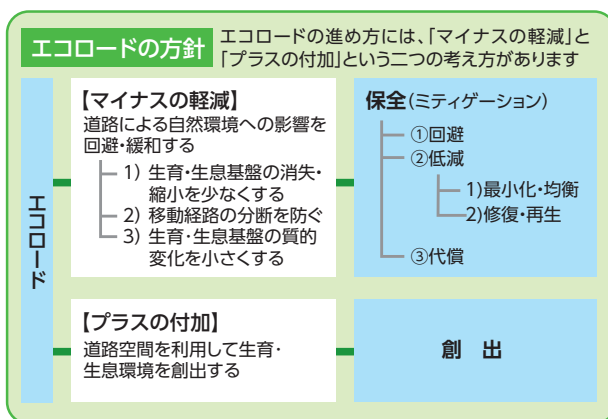 エコロードの方針
エコロードの進め方には、「マイナスの軽減」と
「プラスの付加」という二つの考え方があります
エコロード
【マイナスの軽減】
道路による自然環境への影響を
回避・緩和する
1) 生育・生息基盤の消失・
縮小を少なくする
2) 移動経路の分断を防ぐ
3) 生育・生息基盤の質的
変化を小さくする
保全(ミティゲーション)
①回避
②低減
1)最小化・均衡
2)修復・再生
③代償
【プラスの付加】
道路空間を利用して生育・
生息環境を創出する
創 出